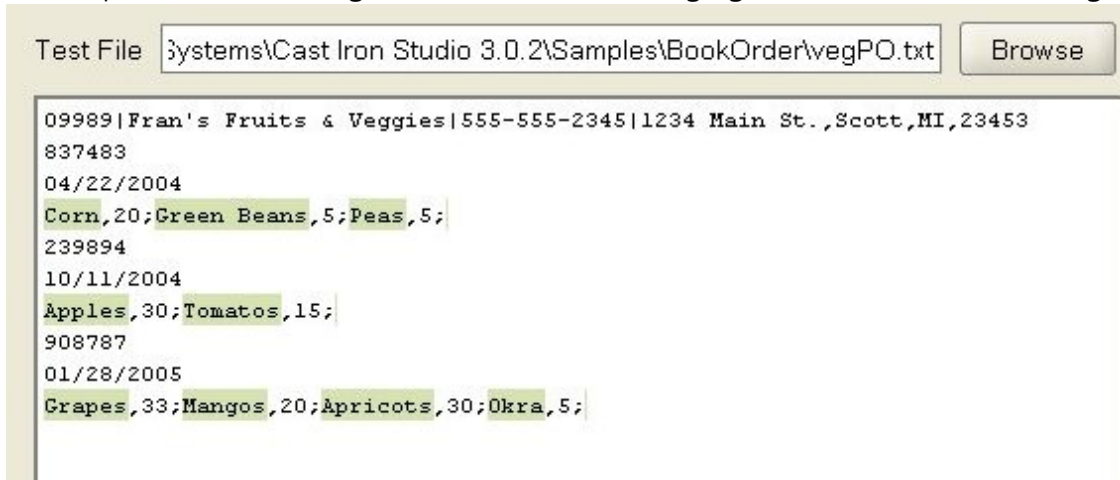 Test File ystems\Cast Iron Studio 3.0.2\Samples\BookOrder\vegPO.txt Browse
09989|Fran's Fruits & Veggies|555-555-2345|1234 Main St.,Scott,MI,23453
837483
04/22/2004
Corn,20;Green Beans,5;Peas,5;
239894
10/11/2004
Apples,30;Tomatos,15;
908787
01/28/2005
Grapes,33;Mangos,20;Apricots,30;Okra,5;